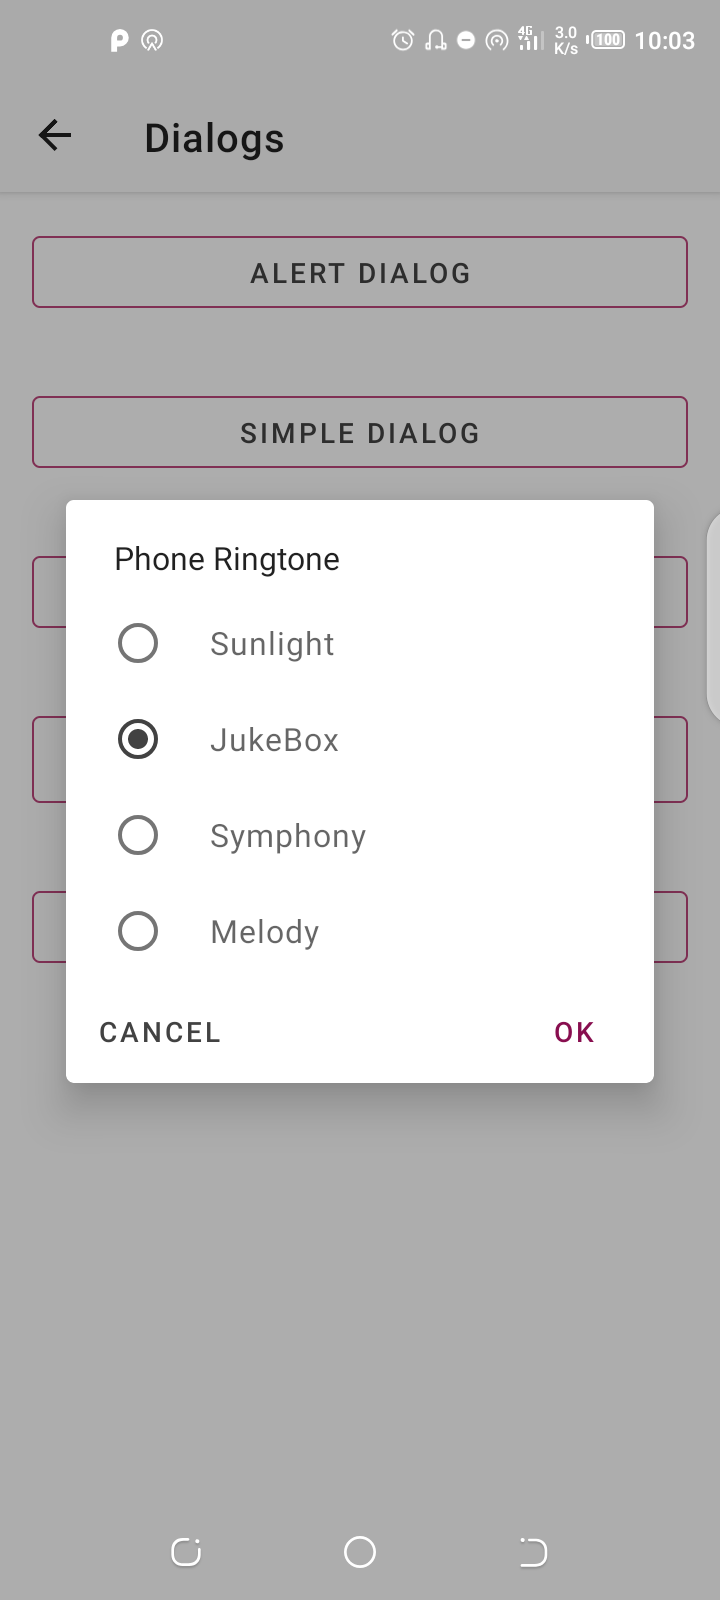 4G 3.0 K/s 100 10:03
Dialogs
ALERT DIALOG
SIMPLE DIALOG
Phone Ringtone
Sunlight
JukeBox
Symphony
Melody
CANCEL OK